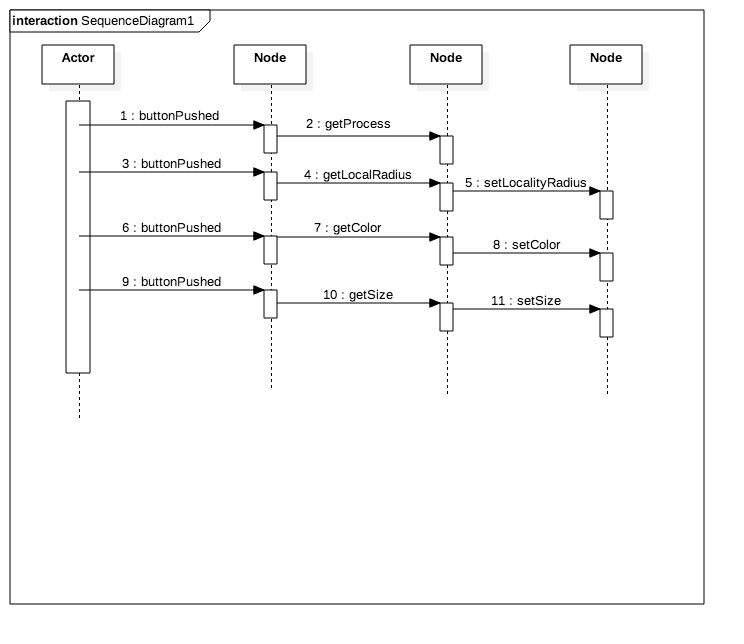 interaction SequenceDiagram1
Actor
Node
Node
Node
1 : buttonPushed
2 : getProcess
3 : buttonPushed
4 : getLocalRadius
5 : setLocalityRadius
6 : buttonPushed
7 : getColor
8 : setColor
9 : buttonPushed
10 : getSize
11 : setSize